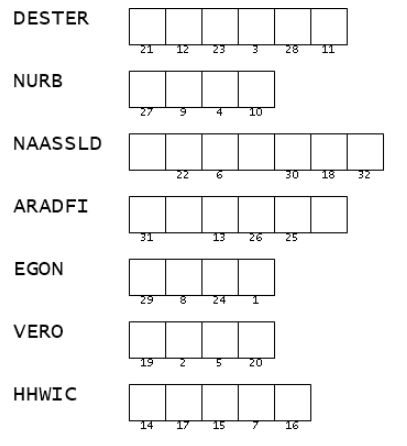 DESTER
21 12 23 3 28 11
NURB
27 9 4 10
NAASSLD
22 6 30 18 32
ARADFI
31 13 26 25
EGON
29 8 24 1
VERO
19 2 5 20
HHWIC
14 17 15 7 16